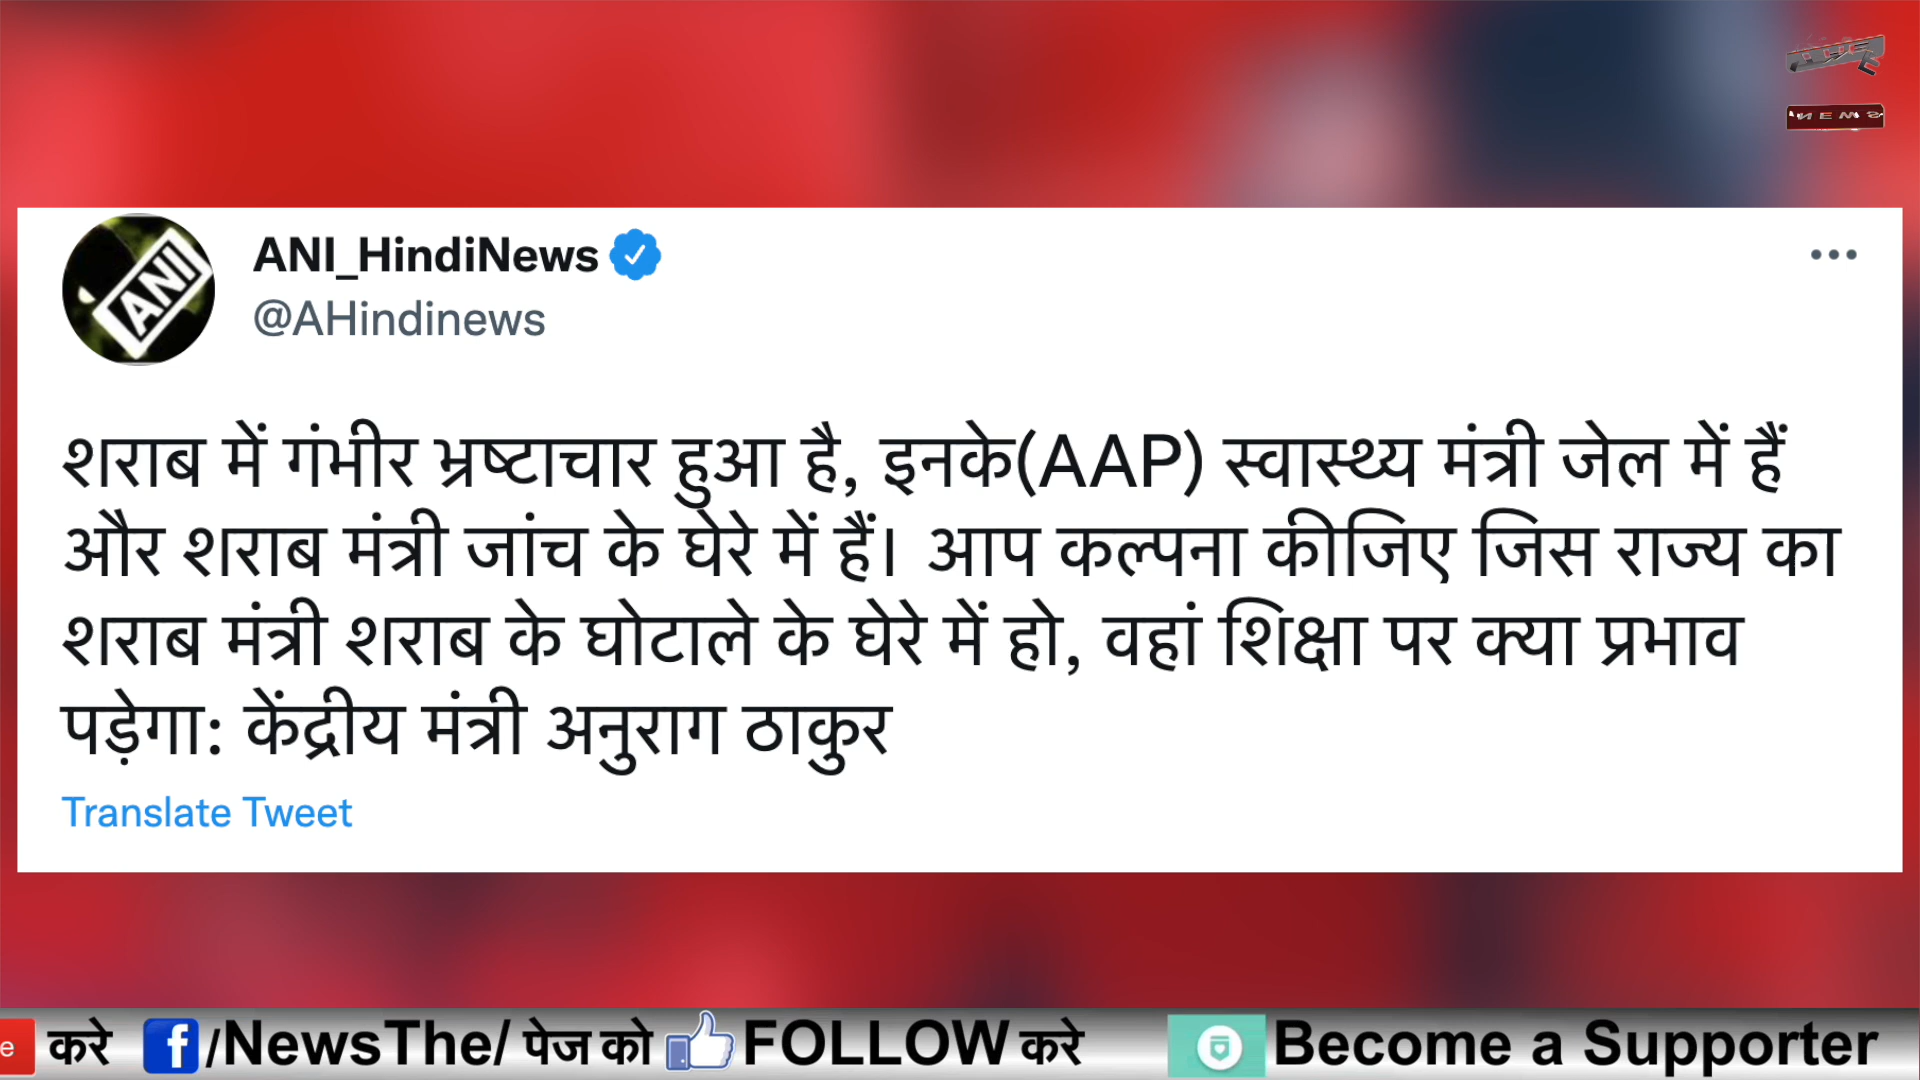 ANI_HindiNews
@AHindinews
शराब में गंभीर भ्रष्टाचार हुआ है, इनके(AAP) स्वास्थ्य मंत्री जेल में हैं
और शराब मंत्री जांच के घेरे में हैं। आप कल्पना कीजिए जिस राज्य का
शराब मंत्री शराब के घोटाले के घेरे में हो, वहां शिक्षा पर क्या प्रभाव
पड़ेगा: केंद्रीय मंत्री अनुराग ठाकुर
Translate Tweet
e करे f/NewsThe/ पेज को FOLLOW करे Become a Supporter
ANI